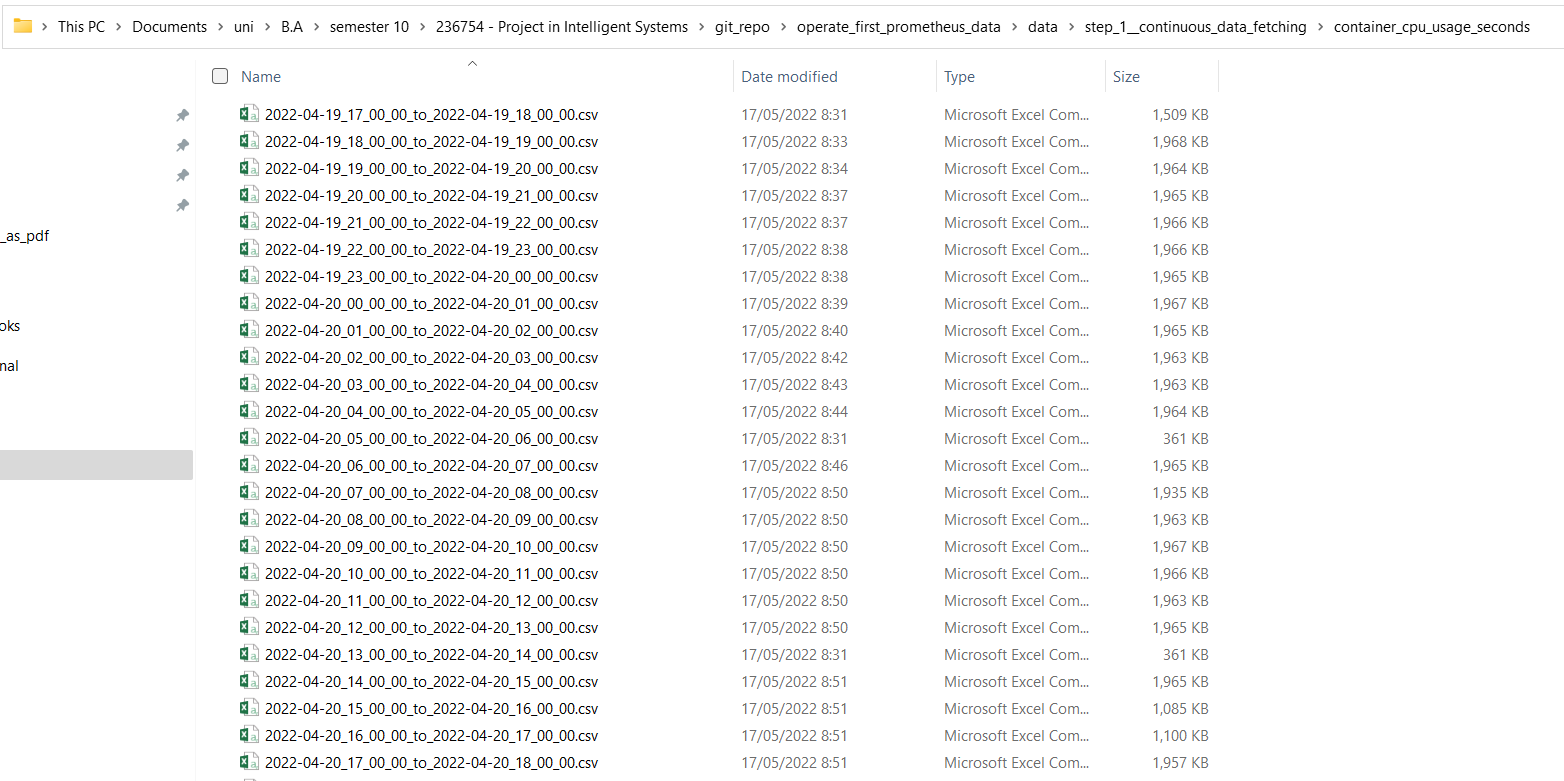 This PC > Documents > uni > B.A > semester 10 > 236754 - Project in Intelligent Systems > git_repo > operate_first_prometheus_data > data > step_1__continuous_data_fetching > container_cpu_usage_seconds
Name Date modified Type Size
2022-04-19_17_00_00_to_2022-04-19_18_00_00.csv 17/05/2022 8:31 Microsoft Excel Com... 1,509 KB
2022-04-19_18_00_00_to_2022-04-19_19_00_00.csv 17/05/2022 8:33 Microsoft Excel Com... 1,968 KB
2022-04-19_19_00_00_to_2022-04-19_20_00_00.csv 17/05/2022 8:34 Microsoft Excel Com... 1,964 KB
2022-04-19_20_00_00_to_2022-04-19_21_00_00.csv 17/05/2022 8:37 Microsoft Excel Com... 1,965 KB
2022-04-19_21_00_00_to_2022-04-19_22_00_00.csv 17/05/2022 8:37 Microsoft Excel Com... 1,966 KB
_as_pdf
2022-04-19_22_00_00_to_2022-04-19_23_00_00.csv 17/05/2022 8:38 Microsoft Excel Com... 1,966 KB
2022-04-19_23_00_00_to_2022-04-20_00_00_00.csv 17/05/2022 8:38 Microsoft Excel Com... 1,965 KB
2022-04-20_00_00_00_to_2022-04-20_01_00_00.csv 17/05/2022 8:39 Microsoft Excel Com... 1,967 KB
oks
2022-04-20_01_00_00_to_2022-04-20_02_00_00.csv 17/05/2022 8:40 Microsoft Excel Com... 1,965 KB
2022-04-20_02_00_00_to_2022-04-20_03_00_00.csv 17/05/2022 8:42 Microsoft Excel Com... 1,963 KB
nal
2022-04-20_03_00_00_to_2022-04-20_04_00_00.csv 17/05/2022 8:43 Microsoft Excel Com... 1,963 KB
2022-04-20_04_00_00_to_2022-04-20_05_00_00.csv 17/05/2022 8:44 Microsoft Excel Com... 1,964 KB
2022-04-20_05_00_00_to_2022-04-20_06_00_00.csv 17/05/2022 8:31 Microsoft Excel Com... 361 KB
2022-04-20_06_00_00_to_2022-04-20_07_00_00.csv 17/05/2022 8:46 Microsoft Excel Com... 1,965 KB
2022-04-20_07_00_00_to_2022-04-20_08_00_00.csv 17/05/2022 8:50 Microsoft Excel Com... 1,935 KB
2022-04-20_08_00_00_to_2022-04-20_09_00_00.csv 17/05/2022 8:50 Microsoft Excel Com... 1,963 KB
2022-04-20_09_00_00_to_2022-04-20_10_00_00.csv 17/05/2022 8:50 Microsoft Excel Com... 1,967 KB
2022-04-20_10_00_00_to_2022-04-20_11_00_00.csv 17/05/2022 8:50 Microsoft Excel Com... 1,966 KB
2022-04-20_11_00_00_to_2022-04-20_12_00_00.csv 17/05/2022 8:50 Microsoft Excel Com... 1,963 KB
2022-04-20_12_00_00_to_2022-04-20_13_00_00.csv 17/05/2022 8:50 Microsoft Excel Com... 1,965 KB
2022-04-20_13_00_00_to_2022-04-20_14_00_00.csv 17/05/2022 8:31 Microsoft Excel Com... 361 KB
2022-04-20_14_00_00_to_2022-04-20_15_00_00.csv 17/05/2022 8:51 Microsoft Excel Com... 1,965 KB
2022-04-20_15_00_00_to_2022-04-20_16_00_00.csv 17/05/2022 8:51 Microsoft Excel Com... 1,085 KB
2022-04-20_16_00_00_to_2022-04-20_17_00_00.csv 17/05/2022 8:51 Microsoft Excel Com... 1,100 KB
2022-04-20_17_00_00_to_2022-04-20_18_00_00.csv 17/05/2022 8:51 Microsoft Excel Com... 1,957 KB